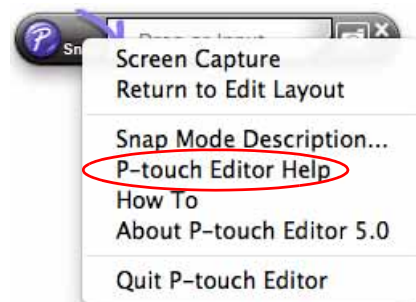 Sn
Screen Capture
Return to Edit Layout
Snap Mode Description...
P-touch Editor Help
How To
About P-touch Editor 5.0
Quit P-touch Editor